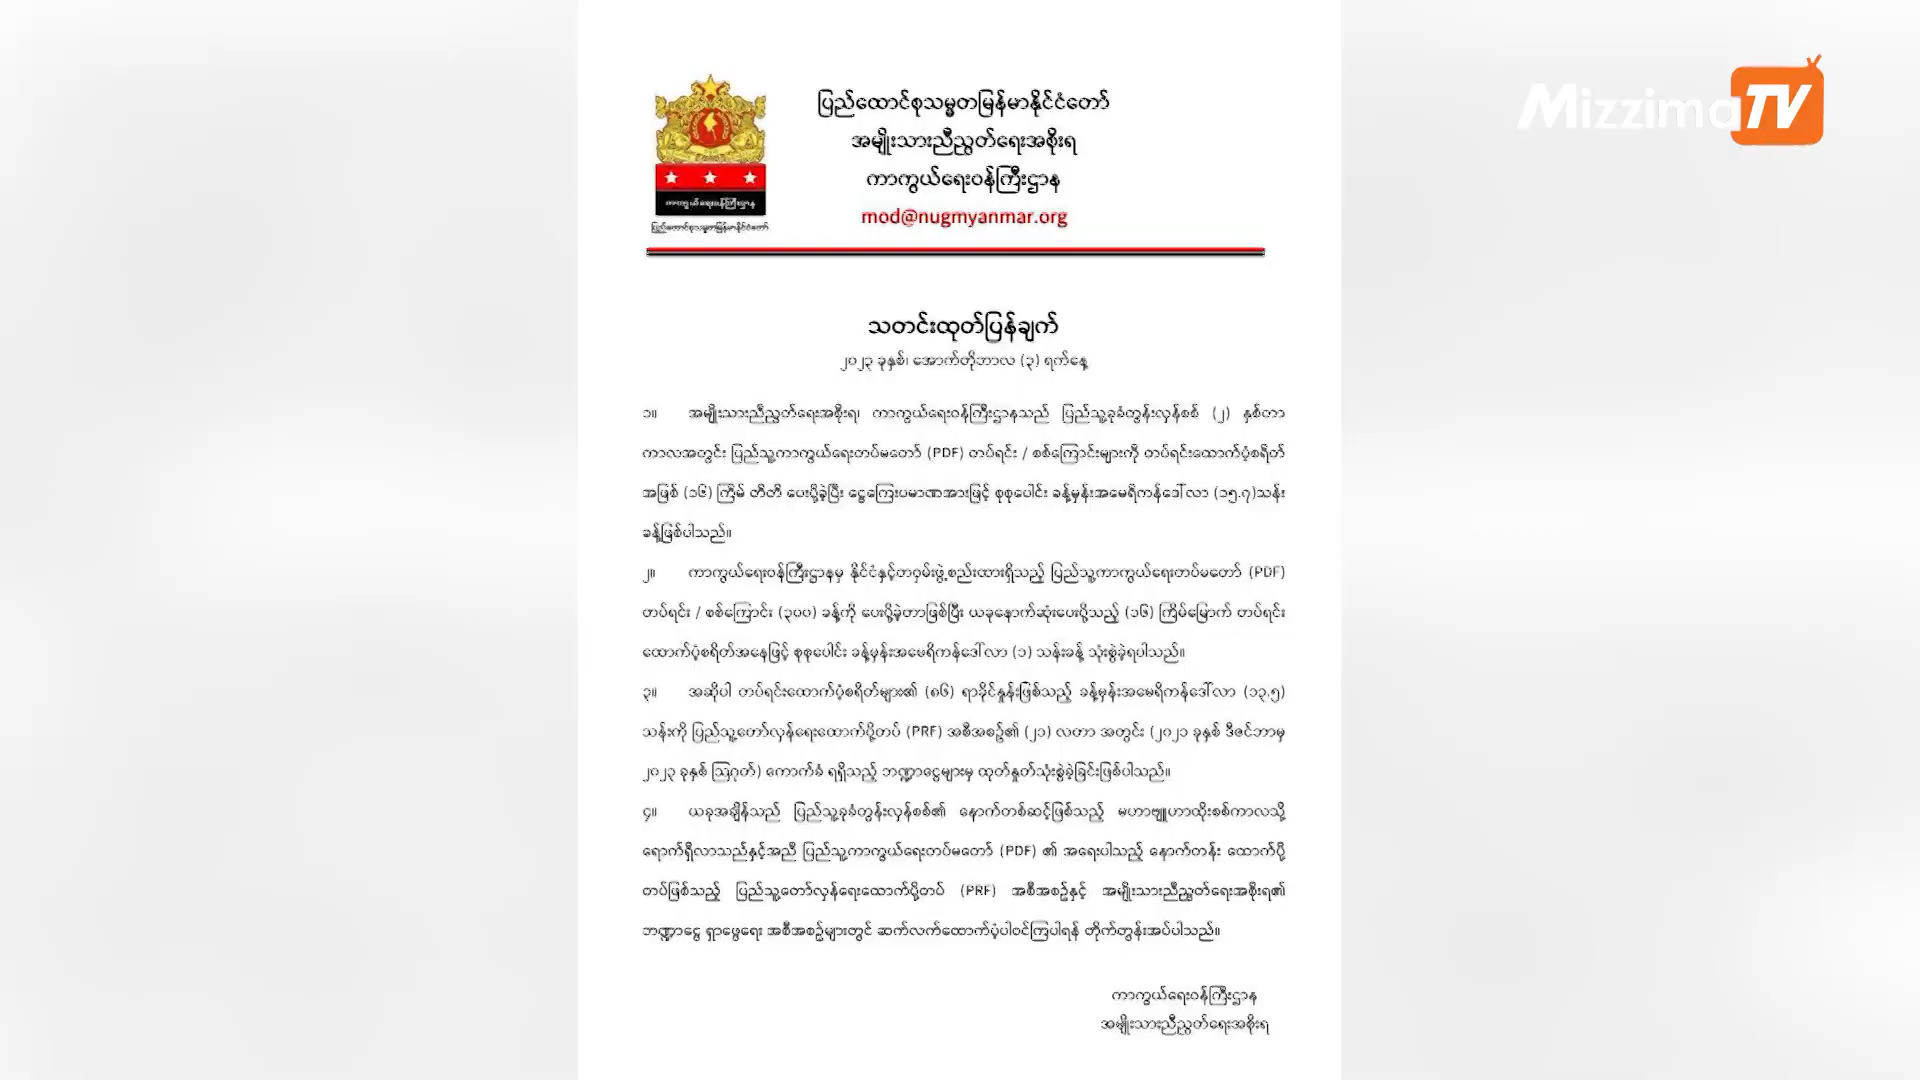 ပြည်ထောင်စုသမ္မတမြန်မာနိုင်ငံတော်
အမျိုးသားညီညွတ်ရေးအစိုးရ
ကာကွယ်ရေးဝန်ကြီးဌာန
mod@nugmyanmar.org
ကာကွယ်ရေးဝန်ကြီးဌာန
ပြည်ထောင်စုသမ္မတမြန်မာနိုင်ငံတော်
Mizzima TV
သတင်းထုတ်ပြန်ချက်
၂၀၂၃ ခုနှစ်၊ အောက်တိုဘာလ (၃) ရက်နေ့
၁။ အမျိုးသားညီညွတ်ရေးအစိုးရ၊ ကာကွယ်ရေးဝန်ကြီးဌာနသည် ပြည်သူ့ခုခံတွန်းလှန်စစ် (၂) နှစ်တာ
ကာလအတွင်း ပြည်သူ့ကာကွယ်ရေးတပ်မတော် (PDF) တပ်ရင်း / စစ်ကြောင်းများကို တပ်ရင်းထောက်ပံ့စရိတ်
အဖြစ် (၁၆) ကြိမ် တိတိ ပေးပို့ခဲ့ပြီး ငွေကြေးပမာဏအားဖြင့် စုစုပေါင်း ခန့်မှန်းအမေရိကန်ဒေါ်လာ (၁၅.၇)သန်း
ခန့်ဖြစ်ပါသည်။
၂။ ကာကွယ်ရေးဝန်ကြီးဌာနမှ နိုင်ငံနှင့်တဝှမ်းဖွဲ့စည်းထားရှိသည့် ပြည်သူ့ကာကွယ်ရေးတပ်မတော် (PDF)
တပ်ရင်း / စစ်ကြောင်း (၃၀၀) ခန့်ကို ပေးပို့ခဲ့တာဖြစ်ပြီး ယခုနောက်ဆုံးပေးပို့သည့် (၁၆) ကြိမ်မြောက် တပ်ရင်း
ထောက်ပံ့စရိတ်အနေဖြင့် စုစုပေါင်း ခန့်မှန်းအမေရိကန်ဒေါ်လာ (၁) သန်းခန့် သုံးစွဲခဲ့ရပါသည်။
၃။ အဆိုပါ တပ်ရင်းထောက်ပံ့စရိတ်များ၏ (၈၆) ရာခိုင်နှုန်းဖြစ်သည့် ခန့်မှန်းအမေရိကန်ဒေါ်လာ (၁၃.၅)
သန်းကို ပြည်သူ့တော်လှန်ရေးထောက်ပို့တပ် (PRF) အစီအစဉ်၏ (၂၁) လတာ အတွင်း (၂၀၂၁ ခုနှစ် ဒီဇင်ဘာမှ
၂၀၂၃ ခုနှစ် ဩဂုတ်) ကောက်ခံ ရရှိသည့် ဘဏ္ဍာငွေများမှ ထုတ်နှုတ်သုံးစွဲခဲ့ခြင်းဖြစ်ပါသည်။
၄။ ယခုအချိန်သည် ပြည်သူ့ခုခံတွန်းလှန်စစ်၏ နောက်တစ်ဆင့်ဖြစ်သည့် မဟာဗျူဟာထိုးစစ်ကာလသို့
ရောက်ရှိလာသည်နှင့်အညီ ပြည်သူ့ကာကွယ်ရေးတပ်မတော် (PDF) ၏ အရေးပါသည့် နောက်တန်း ထောက်ပို့
တပ်ဖြစ်သည့် ပြည်သူ့တော်လှန်ရေးထောက်ပို့တပ် (PRF) အစီအစဉ်နှင့် အမျိုးသားညီညွတ်ရေးအစိုးရ၏
ဘဏ္ဍာငွေ ရှာဖွေရေး အစီအစဉ်များတွင် ဆက်လက်ထောက်ပံ့ပါဝင်ကြပါရန် တိုက်တွန်းအပ်ပါသည်။
ကာကွယ်ရေးဝန်ကြီးဌာန
အမျိုးသားညီညွတ်ရေးအစိုးရ